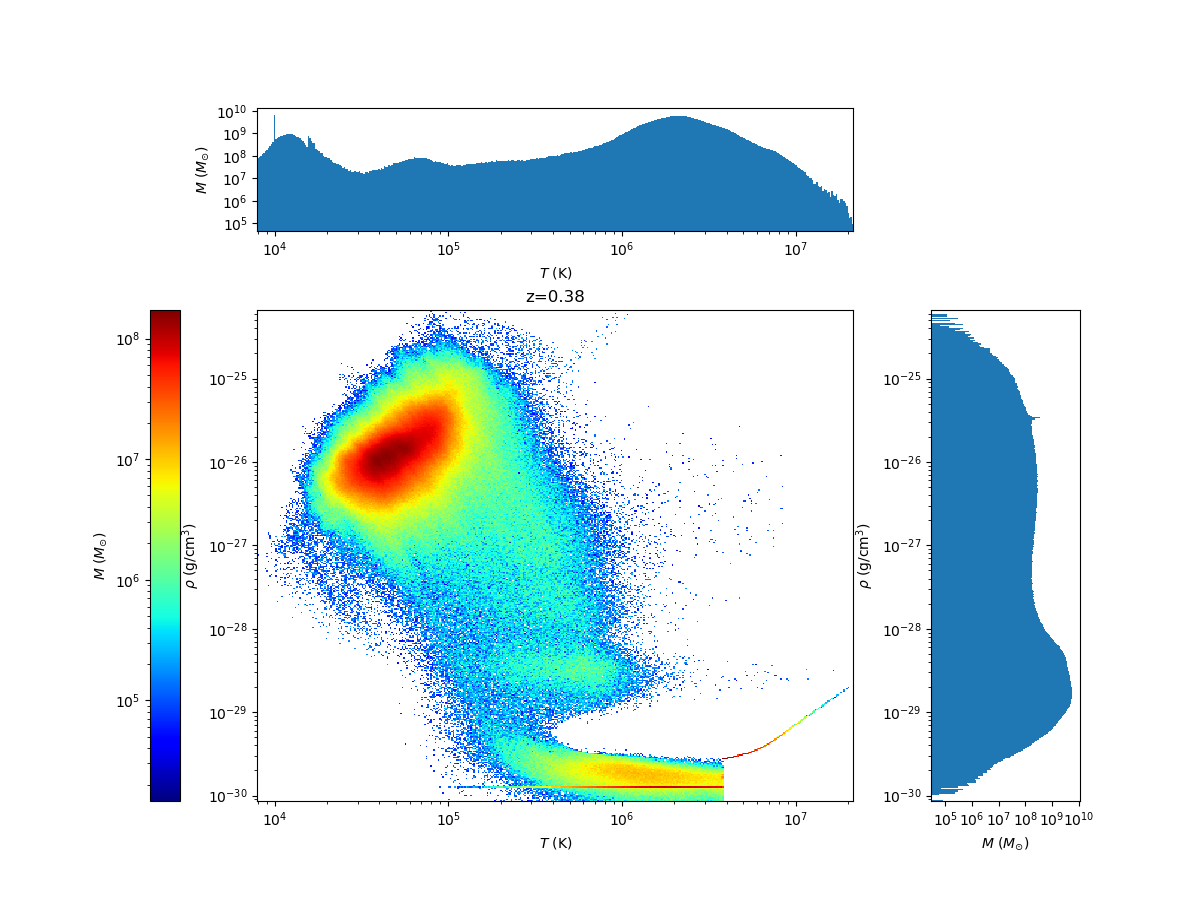 10¹⁰
10⁹
10⁸
10⁷
10⁶
10⁵
M (M⊙)
10⁴ 10⁵ 10⁶ 10⁷
T (K)
z=0.38
10⁸
10⁷
10⁶
10⁵
M (M⊙)
10⁻²⁵
10⁻²⁶
10⁻²⁷
10⁻²⁸
10⁻²⁹
10⁻³⁰
ρ (g/cm³)
10⁴ 10⁵ 10⁶ 10⁷
T (K)
10⁻²⁵
10⁻²⁶
10⁻²⁷
10⁻²⁸
10⁻²⁹
10⁻³⁰
ρ (g/cm³)
10⁵ 10⁶ 10⁷ 10⁸ 10⁹ 10¹⁰
M (M⊙)